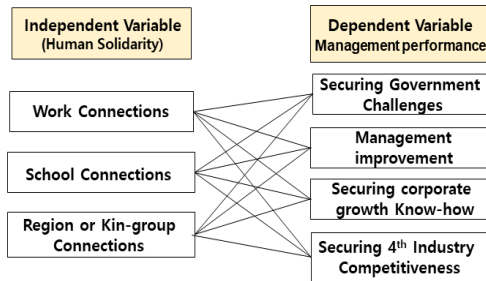 Independent Variable
(Human Solidarity)
Dependent Variable
Management performance
Work Connections
School Connections
Region or Kin-group
Connections
Securing Government
Challenges
Management
improvement
Securing corporate
growth Know-how
Securing 4th Industry
Competitiveness